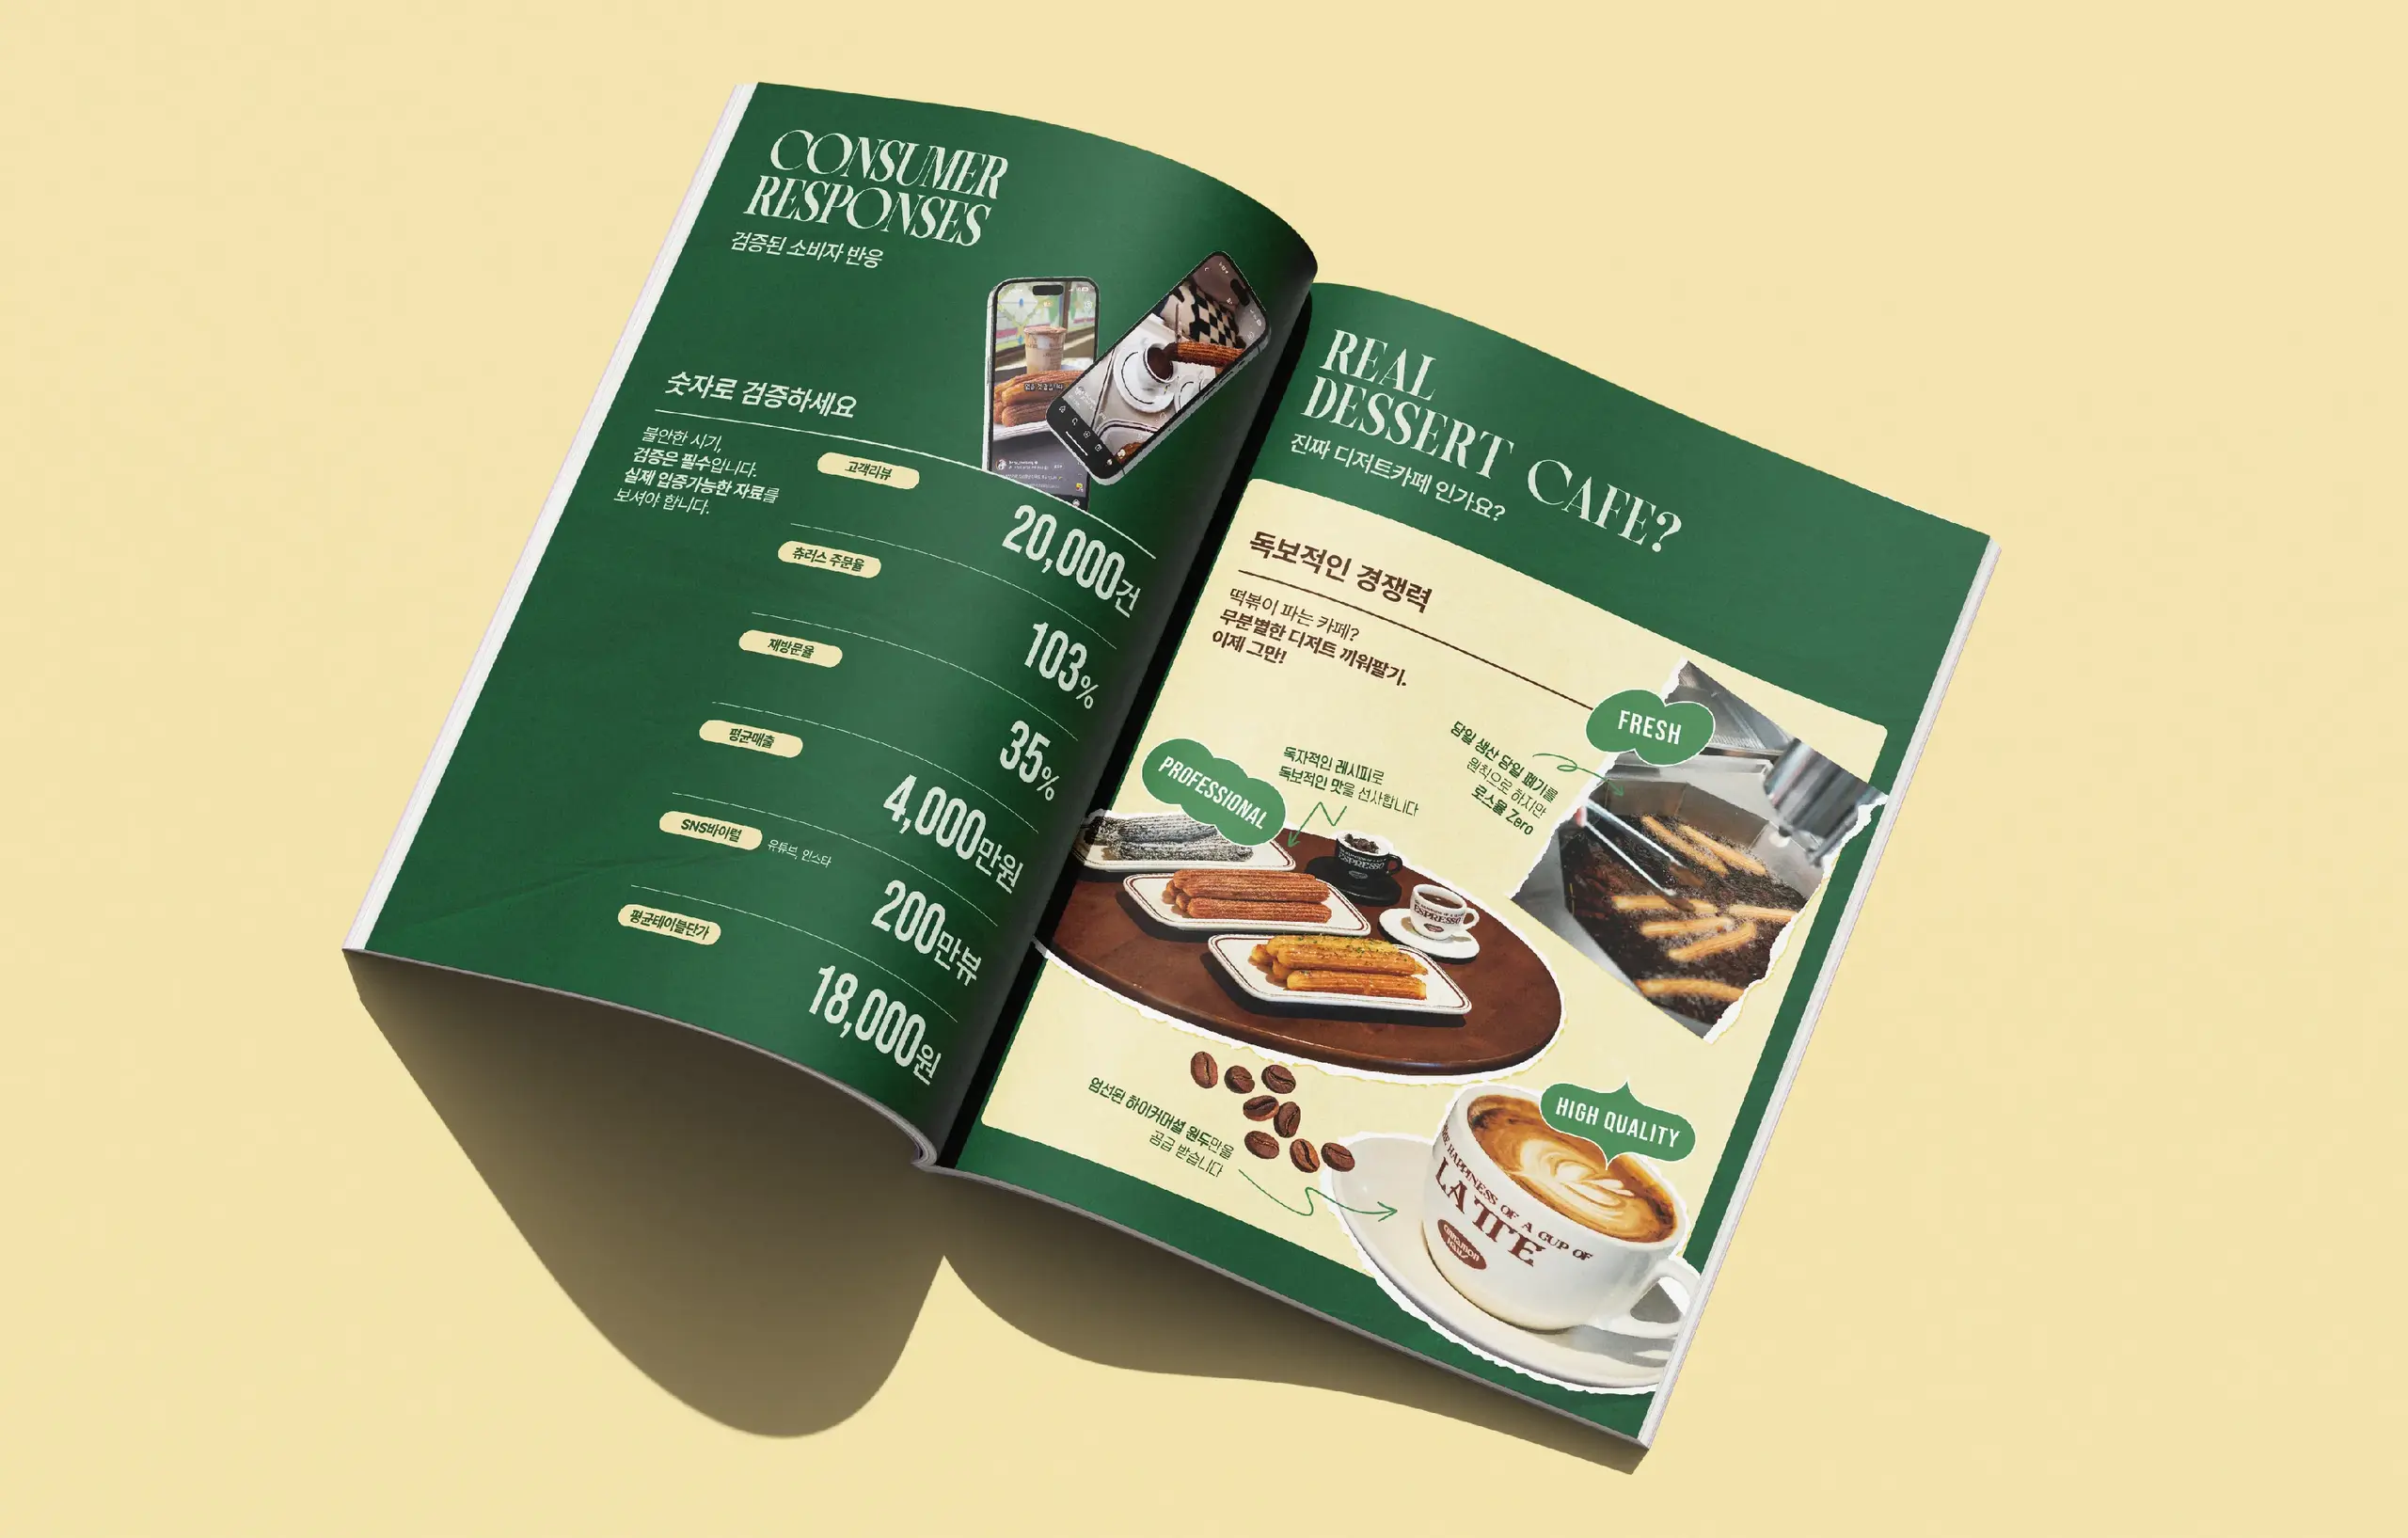 CONSUMER
RESPONSES
검증된 소비자 반응
숫자로 검증하세요
불안한 시기,
검증은 필수입니다.
실제 입증가능한 자료를
보셔야 합니다.
고객리뷰
20,000건
츄러스 주문율
103%
재방문율
35%
평균매출
4,000만원
SNS바이럴 유튜브, 인스타
200만뷰
평균테이블단가
18,000원
REAL
DESSERT CAFE?
진짜 디저트카페 인가요?
독보적인 경쟁력
떡볶이 파는 카페?
무분별한 디저트 끼워팔기.
이제 그만!
FRESH
당일 생산 당일 폐기를
원칙으로 하지만
로스율 Zero
PROFESSIONAL
독자적인 레시피로
독보적인 맛을 선사합니다
ESPRESSO
ESPRESSO
엄선된 하이커머셜 원두만을
공급 받습니다
HIGH QUALITY
HAPPINESS OF A CUP OF
LATTE